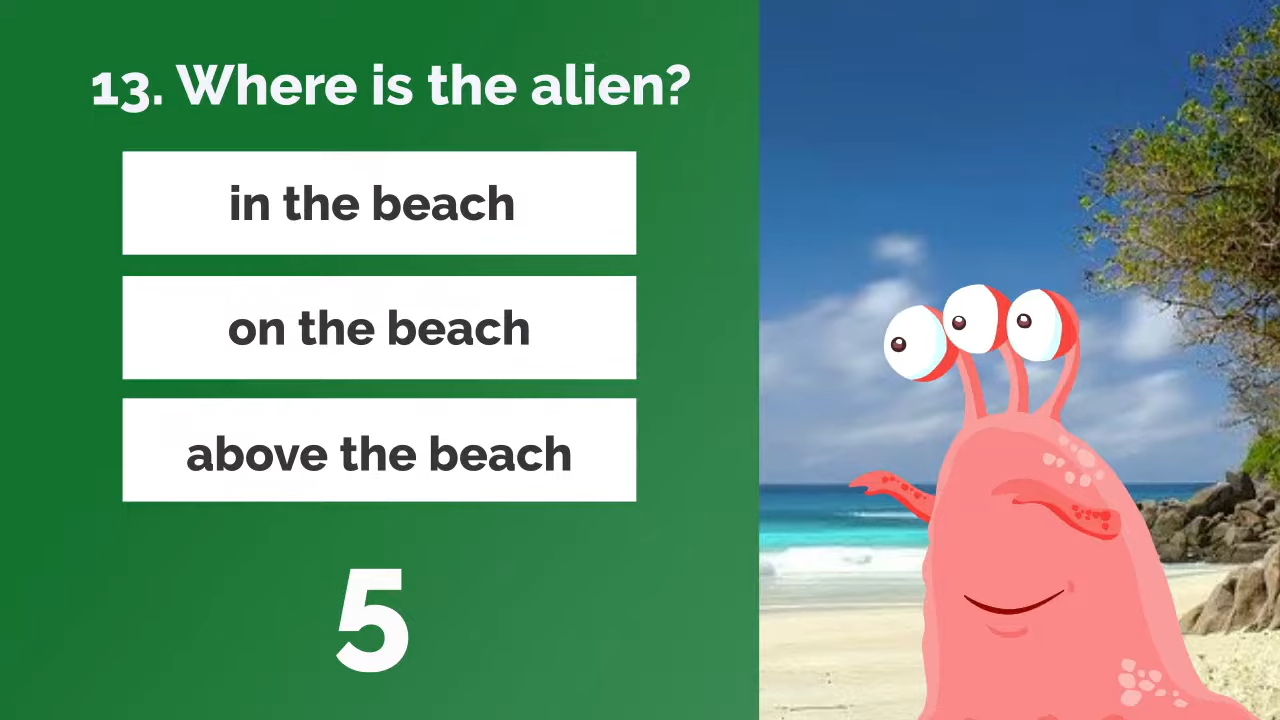 13. Where is the alien?
in the beach
on the beach
above the beach
5